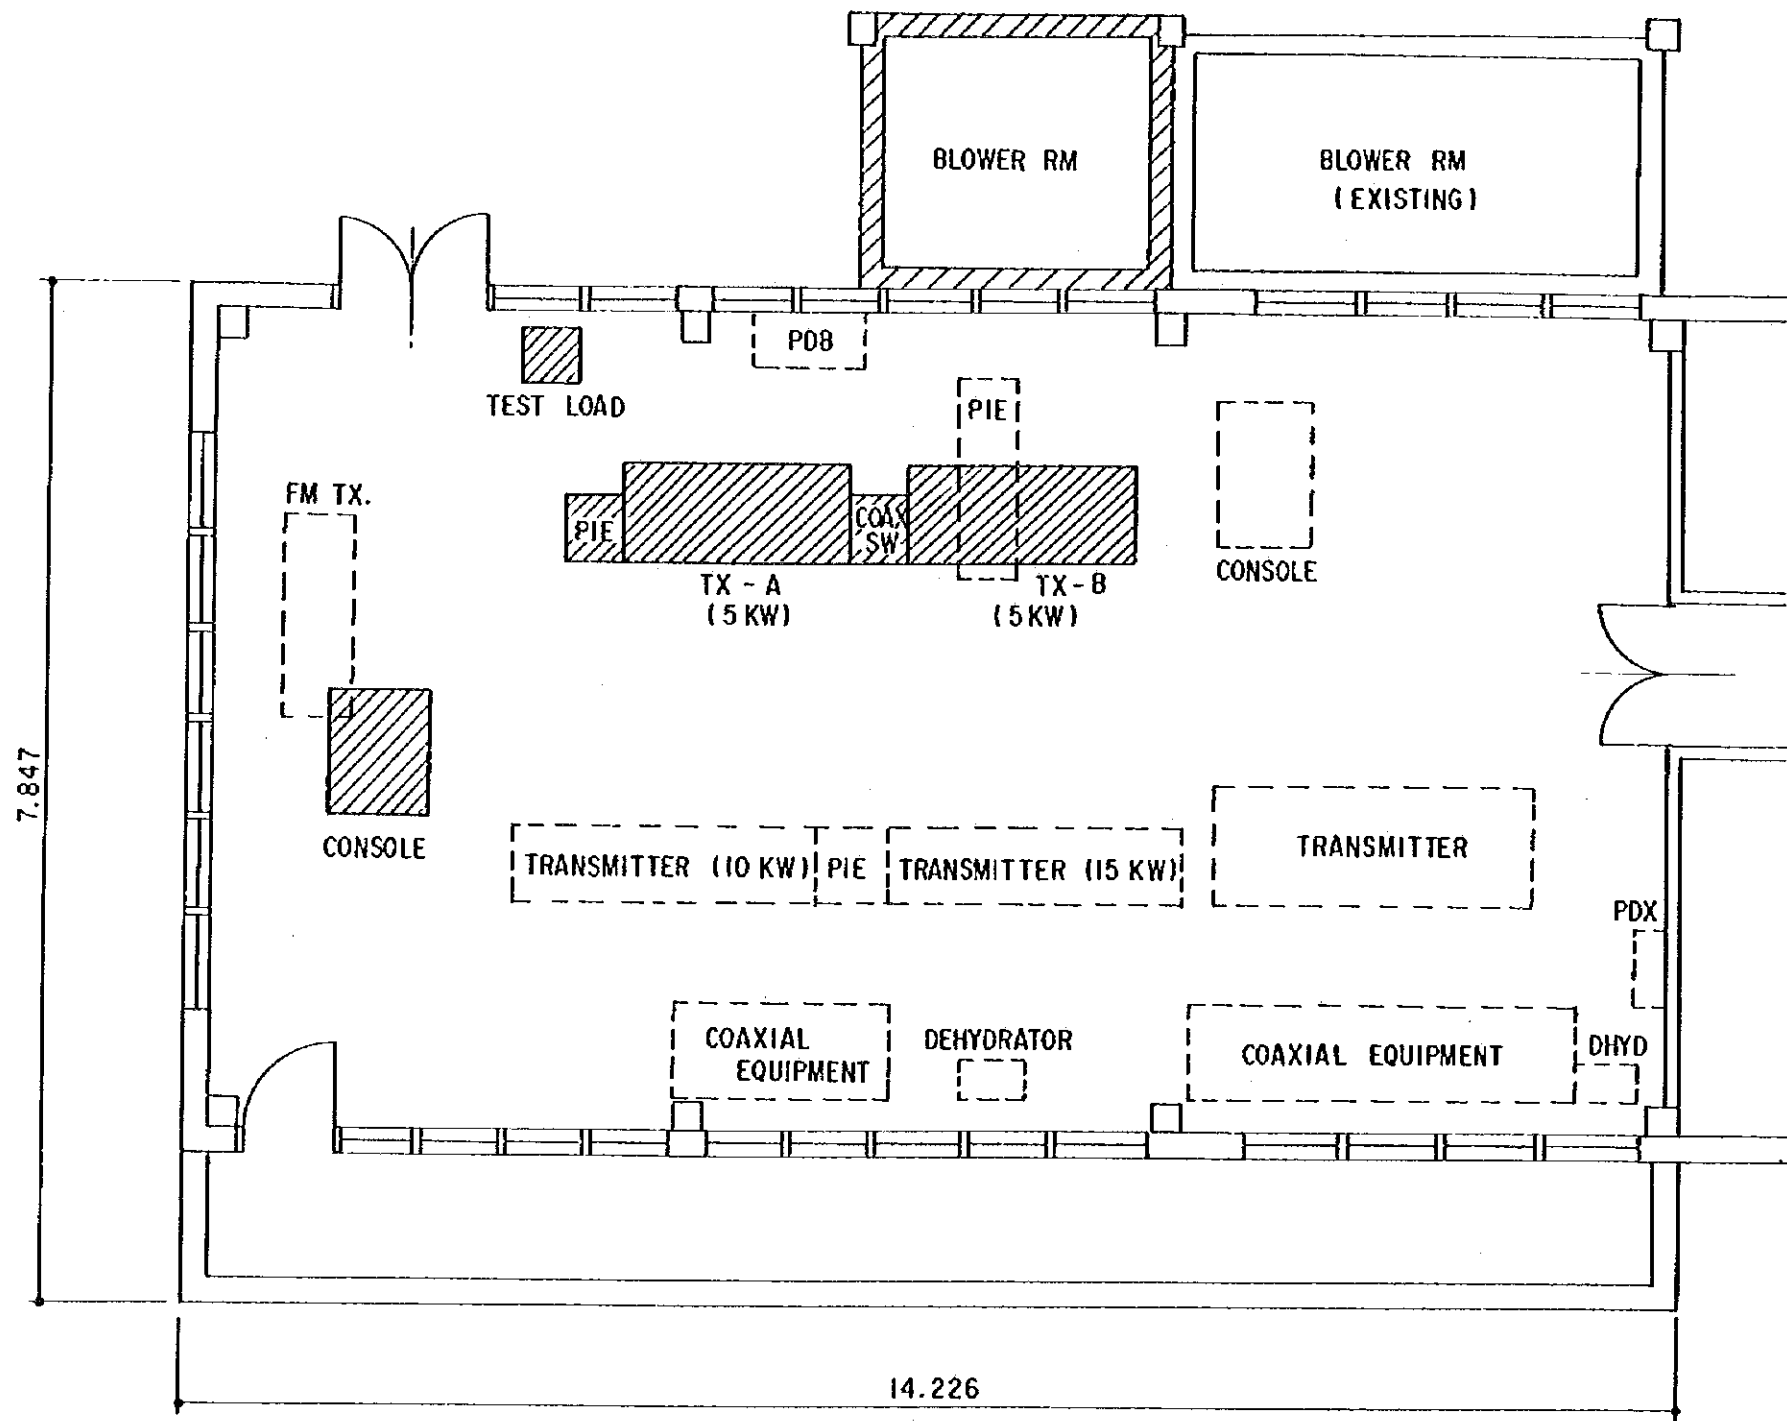 BLOWER RM
BLOWER RM
(EXISTING)
PDB
TEST LOAD
PIE
FM TX.
PIE
COAX
SW
CONSOLE
TX - A
(5 KW)
TX - B
(5 KW)
7.847
CONSOLE
TRANSMITTER (10 KW)
PIE
TRANSMITTER (15 KW)
TRANSMITTER
PDX
COAXIAL
EQUIPMENT
DEHYDRATOR
COAXIAL EQUIPMENT
DHYD
14.226